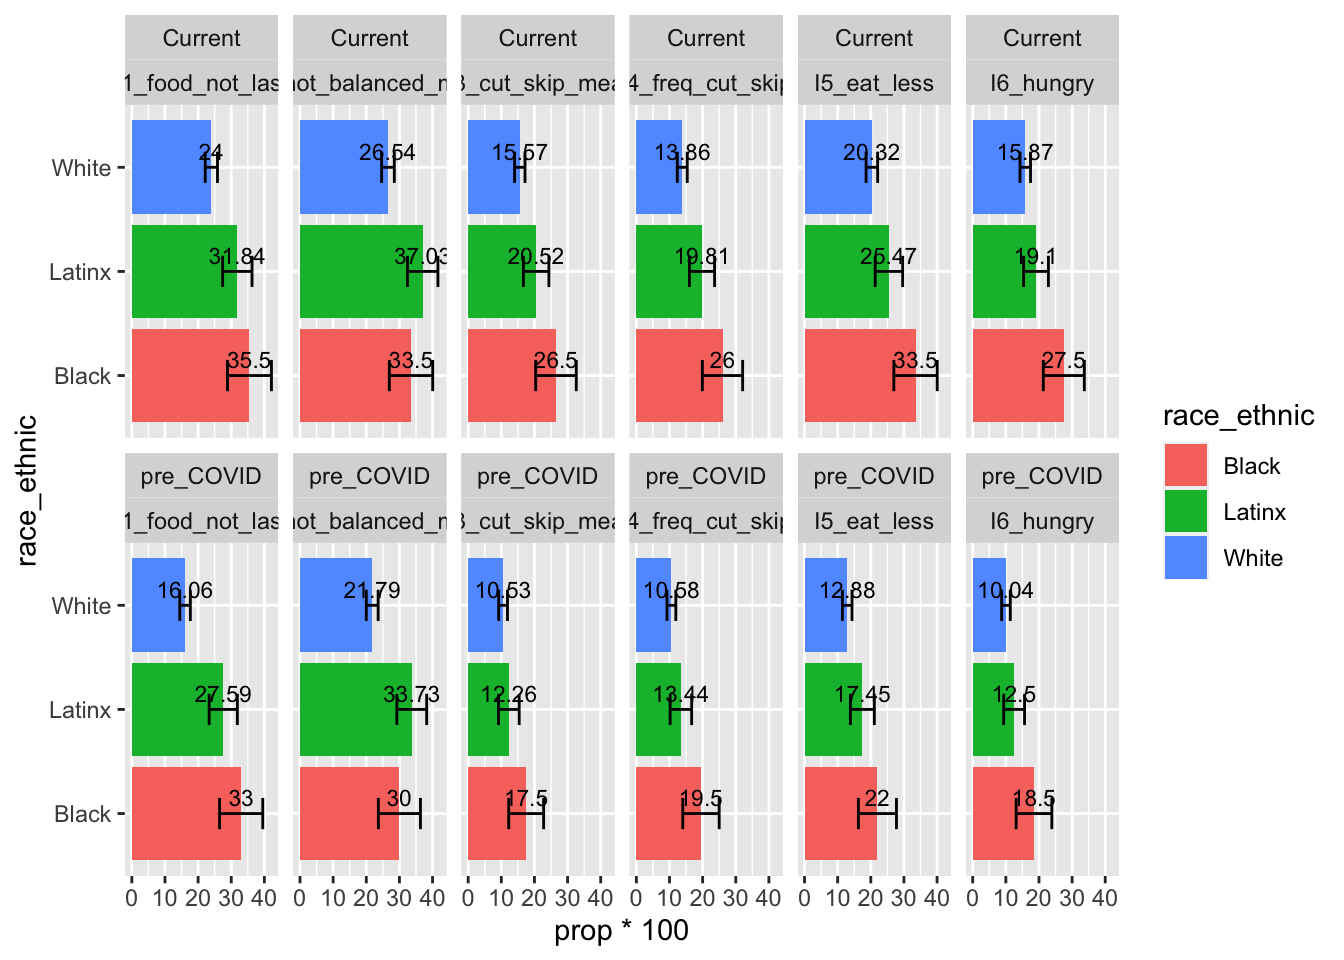 Current Current Current Current Current Current
1_food_not_las not_balanced_n 3_cut_skip_mea 4_freq_cut_skip I5_eat_less I6_hungry
White 24 26.54 15.57 13.86 20.32 15.87
Latinx 31.84 37.03 20.52 19.81 25.47 19.1
Black 35.5 33.5 26.5 26 33.5 27.5
race_ethnic
pre_COVID pre_COVID pre_COVID pre_COVID pre_COVID pre_COVID
1_food_not_las not_balanced_n 3_cut_skip_mea 4_freq_cut_skip I5_eat_less I6_hungry
White 16.06 21.79 10.53 10.58 12.88 10.04
Latinx 27.59 33.73 12.26 13.44 17.45 12.5
Black 33 30 17.5 19.5 22 18.5
0 10 20 30 40 0 10 20 30 40 0 10 20 30 40 0 10 20 30 40 0 10 20 30 40 0 10 20 30 40
prop * 100
race_ethnic
Black
Latinx
White